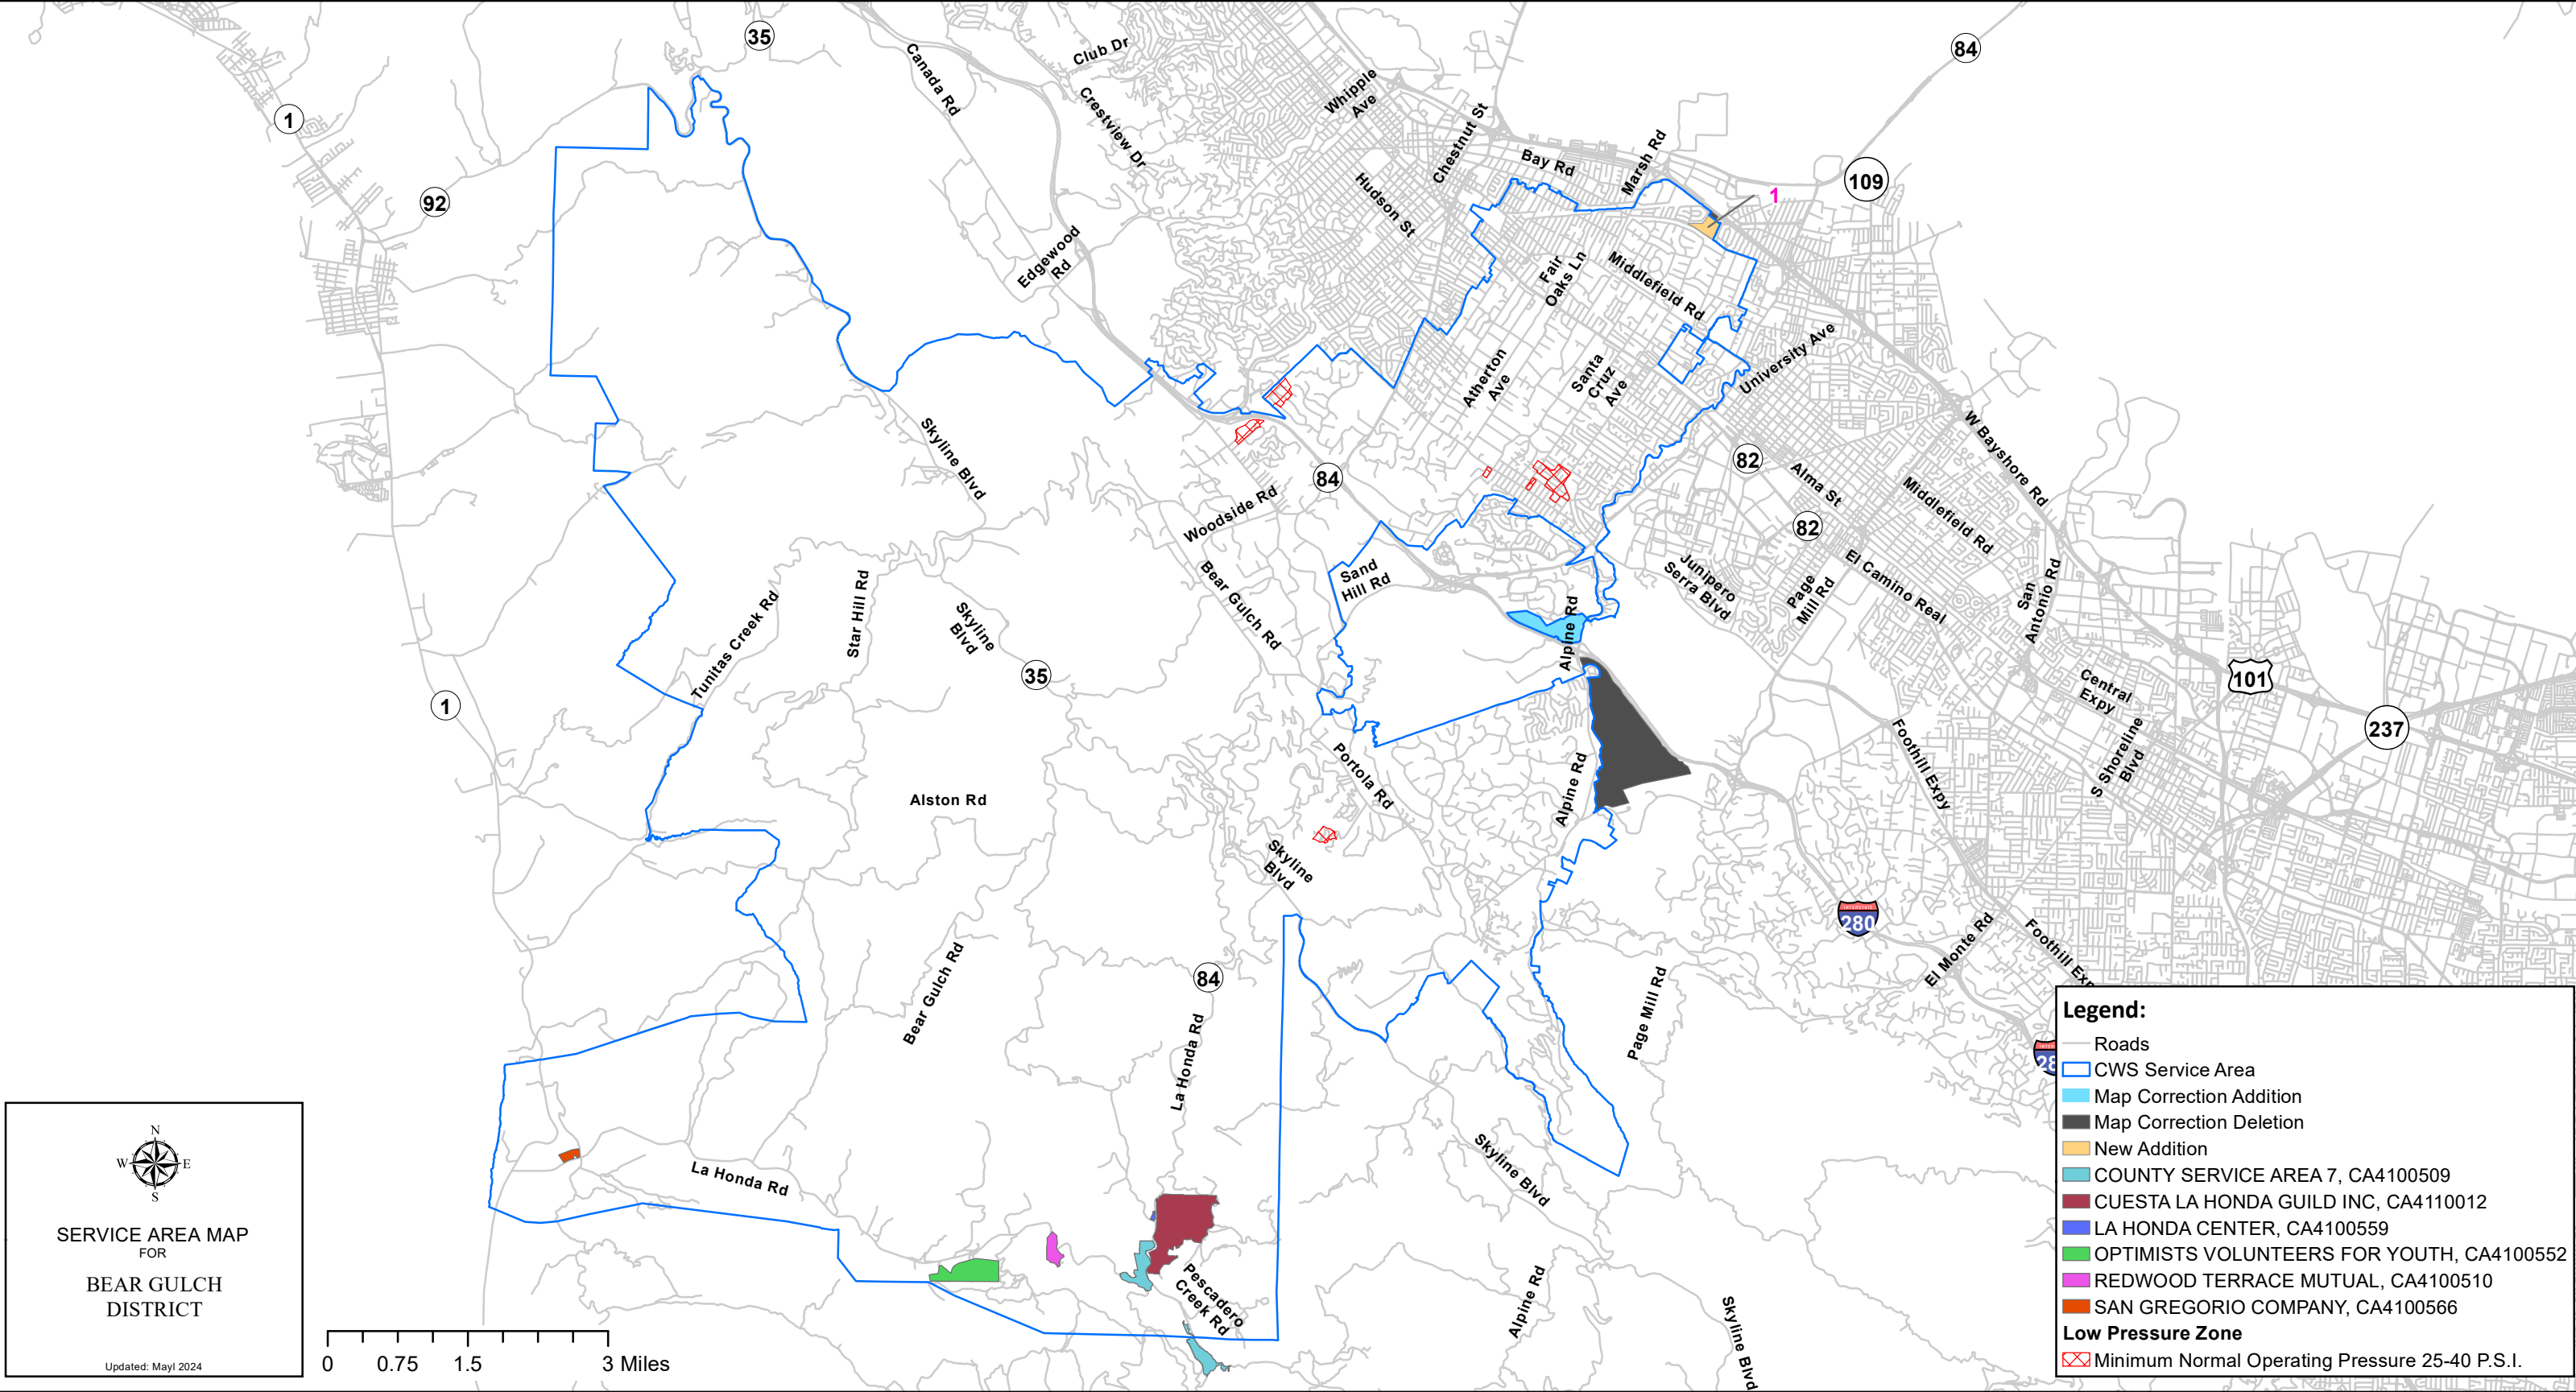 35
84
Club Dr
Canada Rd
Whipple
Ave
Crestview Dr
1
Chestnut St
Bay Rd
Marsh Rd
109
1
92
Hudson St
Edgewood
Rd
Fair
Oaks Ln
Middlefield Rd
University Ave
Atherton
Ave
Santa
Cruz
Ave
Skyline Blvd
W Bayshore Rd
82
84
Alma St
Middlefield Rd
Woodside Rd
82
Sand
Hill Rd
Bear Gulch Rd
Junipero
Serra Blvd
Page
Mill Rd
El Camino Real
San
Antonio Rd
Star Hill Rd
Skyline
Blvd
Tunitas Creek Rd
Alpine Rd
35
1
Central
Expy
101
237
S Shoreline
Blvd
Foothill Expy
Portola Rd
Alpine Rd
Alston Rd
Skyline
Blvd
INTERSTATE
280
El Monte Rd
Foothill Exp
Bear Gulch Rd
84
Page Mill Rd
La Honda Rd
28
La Honda Rd
Skyline Blvd
Pescadero
Creek Rd
Alpine Rd
Skyline Blvd
N
W
E
S
SERVICE AREA MAP
FOR
BEAR GULCH
DISTRICT
Updated: Mayl 2024
0 0.75 1.5 3 Miles
Legend:
Roads
CWS Service Area
Map Correction Addition
Map Correction Deletion
New Addition
COUNTY SERVICE AREA 7, CA4100509
CUESTA LA HONDA GUILD INC, CA4110012
LA HONDA CENTER, CA4100559
OPTIMISTS VOLUNTEERS FOR YOUTH, CA4100552
REDWOOD TERRACE MUTUAL, CA4100510
SAN GREGORIO COMPANY, CA4100566
Low Pressure Zone
Minimum Normal Operating Pressure 25-40 P.S.I.